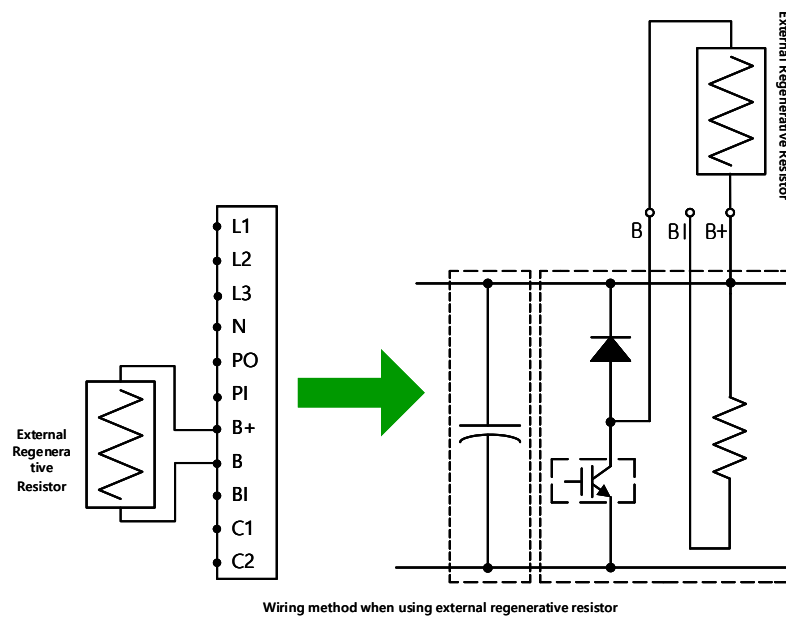 External Regenerative Resistor
B
BI
B+
L1
L2
L3
N
PO
PI
B+
B
BI
C1
C2
External
Regenera
tive
Resistor
Wiring method when using external regenerative resistor